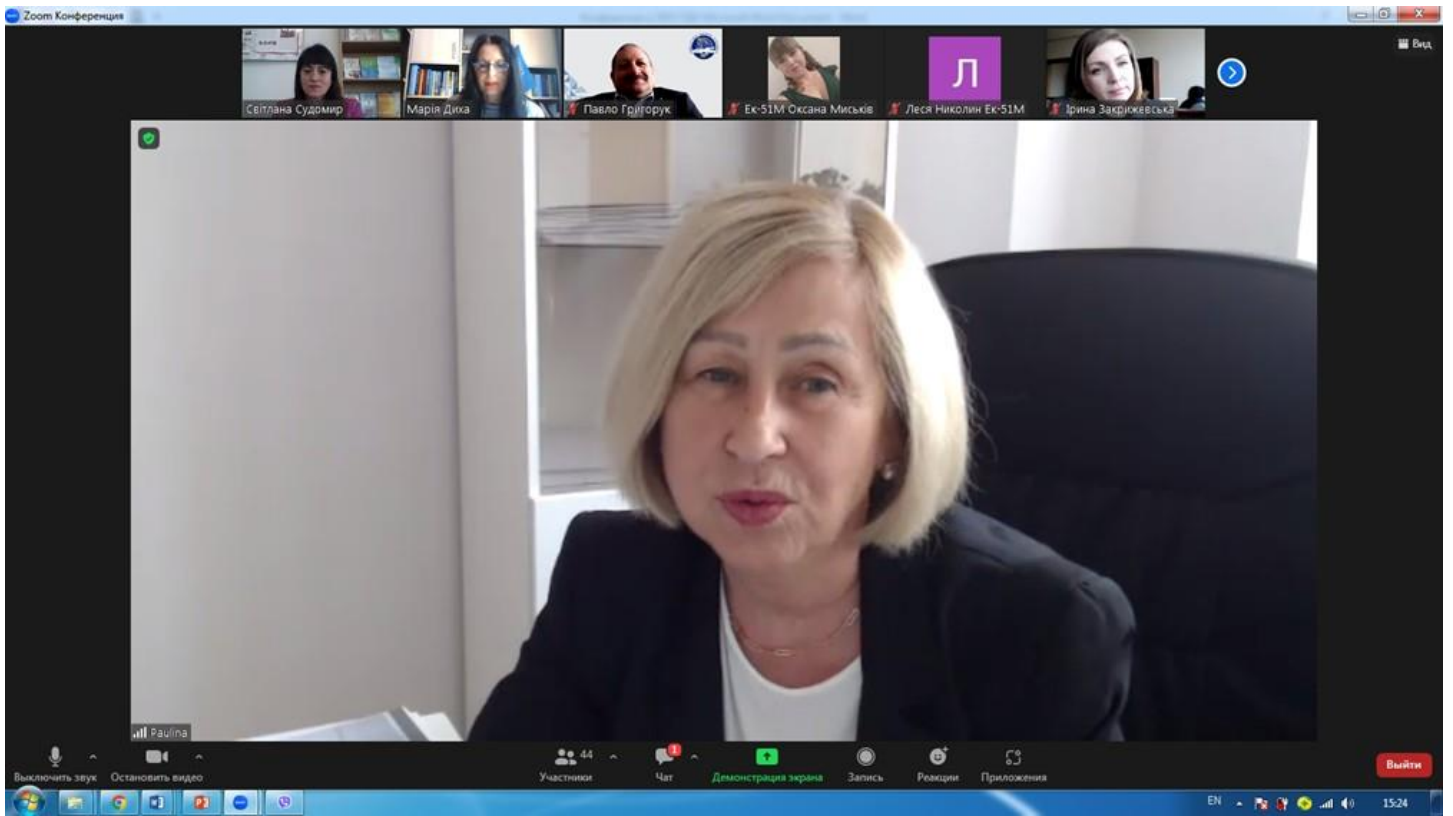 Zoom Конференция
Вид
Світлана Судомир
Марія Диха
Павло Григорук
Ек-51М Оксана Миськів
Л
Леся Николин Ек-51М
Ірина Закрижевська
Paulina
Выключить звук
Остановить видео
44
Участники
1
Чат
Демонстрация экрана
Запись
Реакции
Приложения
Выйти
EN
15:24